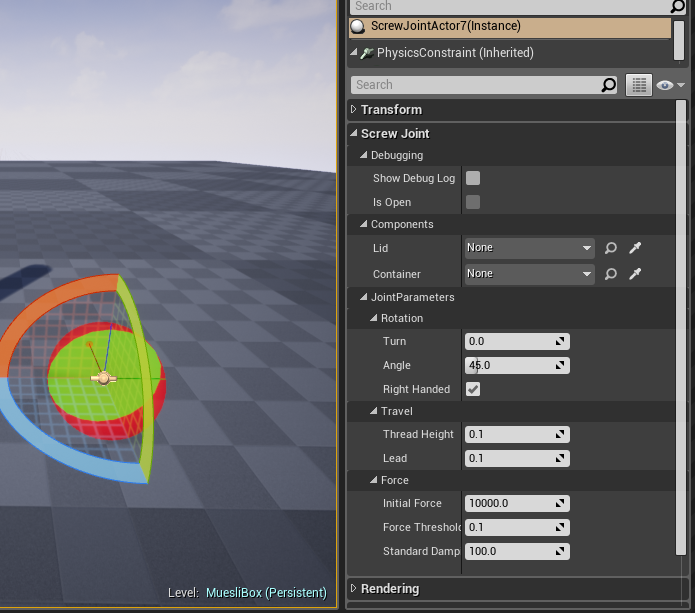 Search
ScrewJointActor7(Instance)
PhysicsConstraint (Inherited)
Search
Transform
Screw Joint
Debugging
Show Debug Log
Is Open
Components
Lid None
Container None
JointParameters
Rotation
Turn 0.0
Angle 45.0
Right Handed
Travel
Thread Height 0.1
Lead 0.1
Force
Initial Force 10000.0
Force Threshol 0.1
Standard Damp 100.0
Rendering
Level: MuesliBox (Persistent)